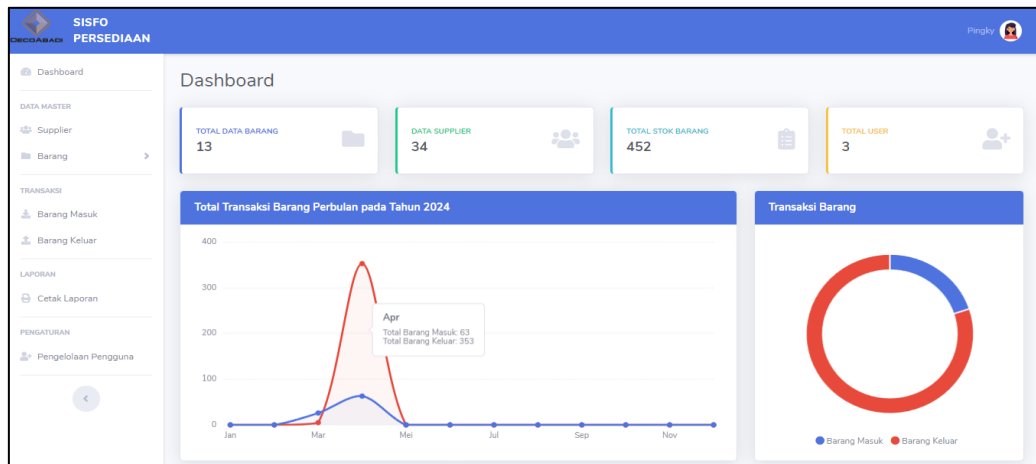 DECOABADI
SISFO
PERSEDIAAN
Pingky
Dashboard
DATA MASTER
Supplier
Barang
TRANSAKSI
Barang Masuk
Barang Keluar
LAPORAN
Cetak Laporan
PENGATURAN
Pengelolaan Pengguna
Dashboard
TOTAL DATA BARANG
13
DATA SUPPLIER
34
TOTAL STOK BARANG
452
TOTAL USER
3
Total Transaksi Barang Perbulan pada Tahun 2024
400
300
200
100
0
Jan Mar Mei Jul Sep Nov
Apr
Total Barang Masuk: 63
Total Barang Keluar: 353
Transaksi Barang
Barang Masuk Barang Keluar